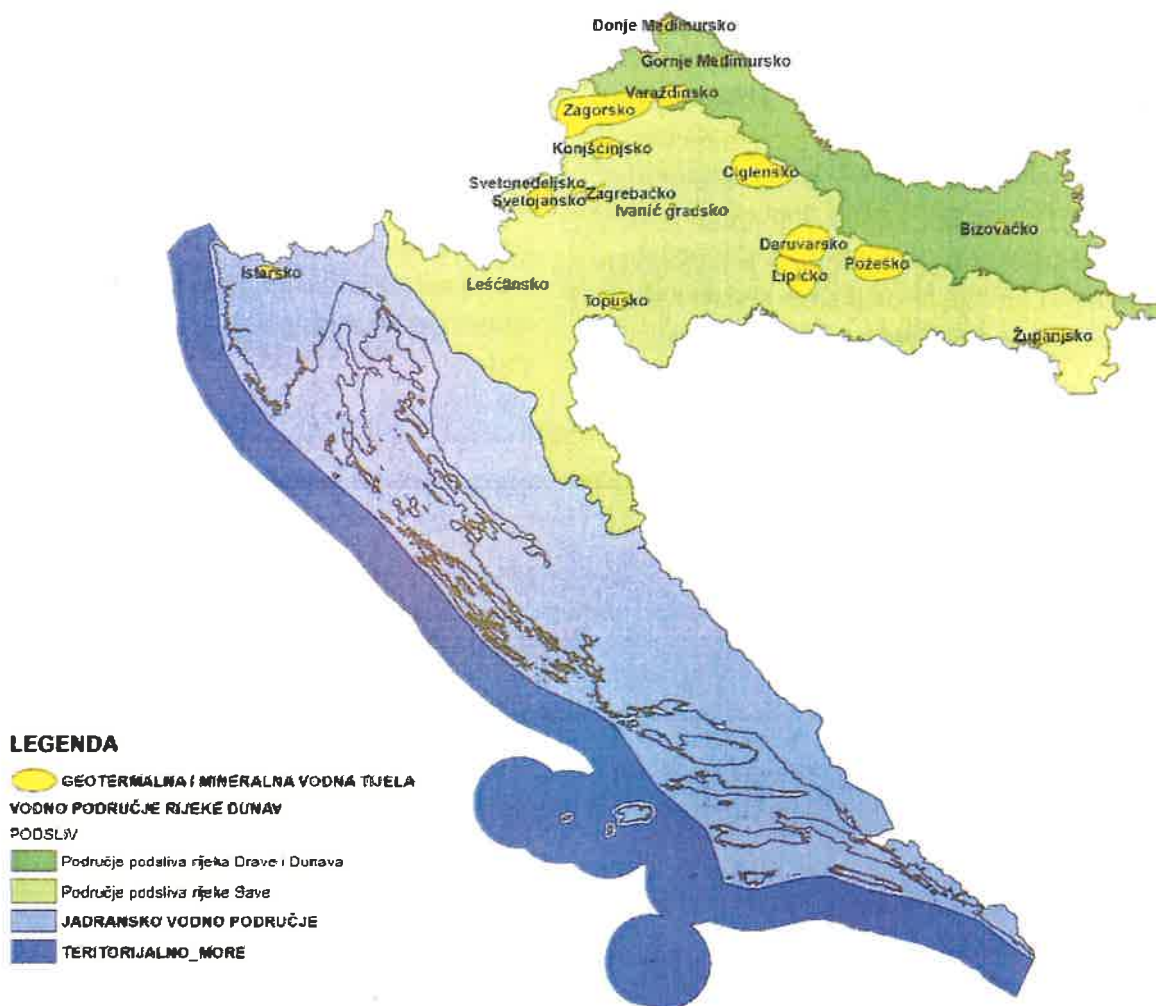 Donje Međimursko
Gornje Međimursko
Varaždinsko
Zagorsko
Konjšćinjsko
Ciglensko
Svetonedeljsko
Zagrebačko
Svetojansko
Ivanić gradsko
Bizovačko
Daruvarsko
Požeško
Istarsko
Lešćansko
Lipičko
Topusko
Županjsko
LEGENDA
GEOTERMALNA I MINERALNA VODNA TIJELA
VODNO PODRUČJE RIJEKE DUNAV
PODSLIV
Područje podsliva rijeka Drave i Dunava
Područje podsliva rijeke Save
JADRANSKO VODNO PODRUČJE
TERITORIJALNO_MORE